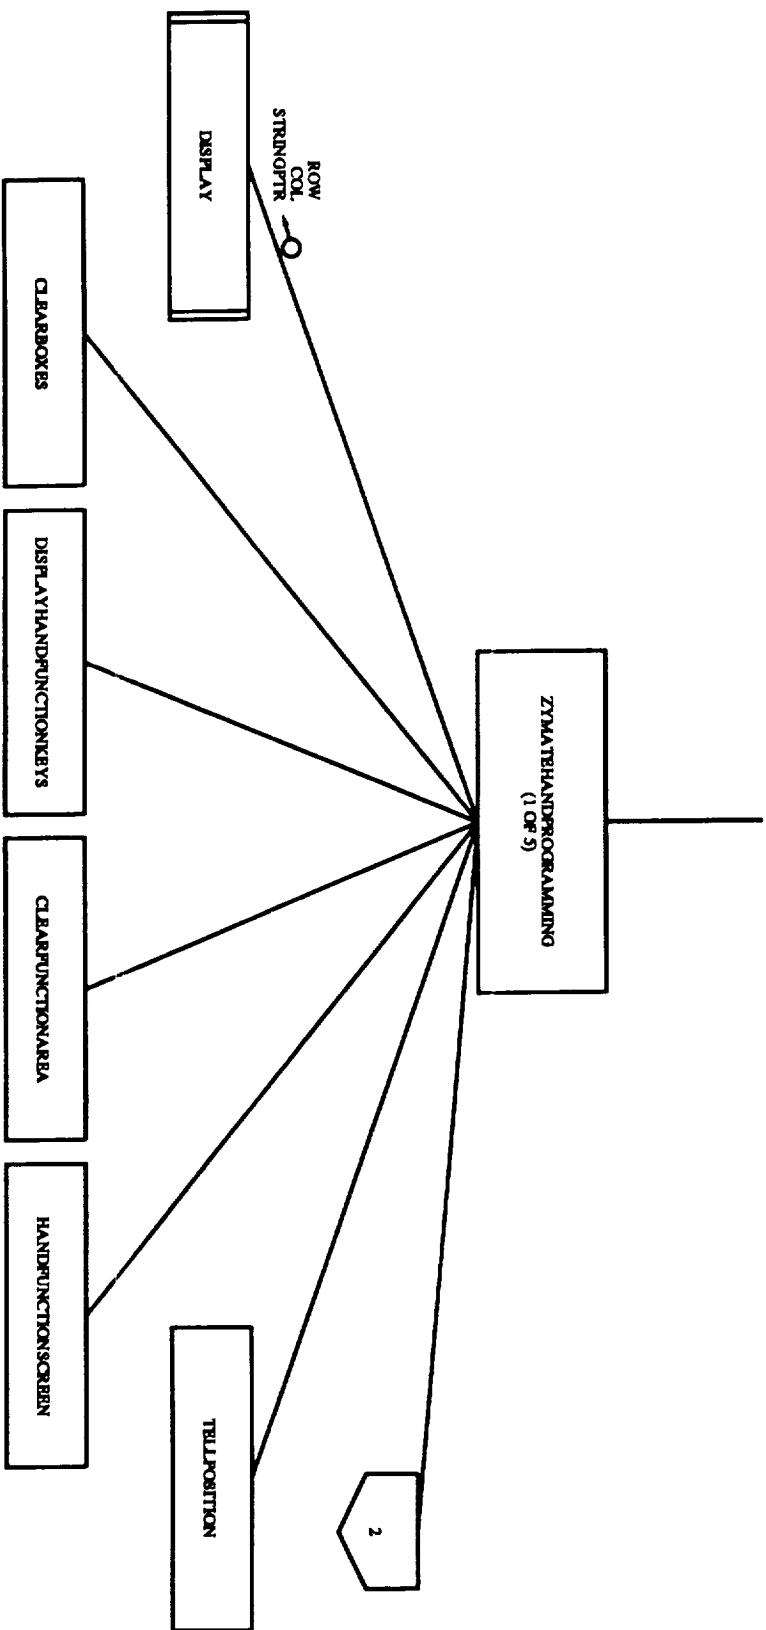 ZYMATEHANDPROGRAMMING
(1 OF 5)
ROW
COL
STRINGPTR
DISPLAY
2
TELLPOSITION
CLEARBOXES
DISPLAYHANDFUNCTIONKEYS
CLEARFUNCTIONAREA
HANDFUNCTIONSCREEN